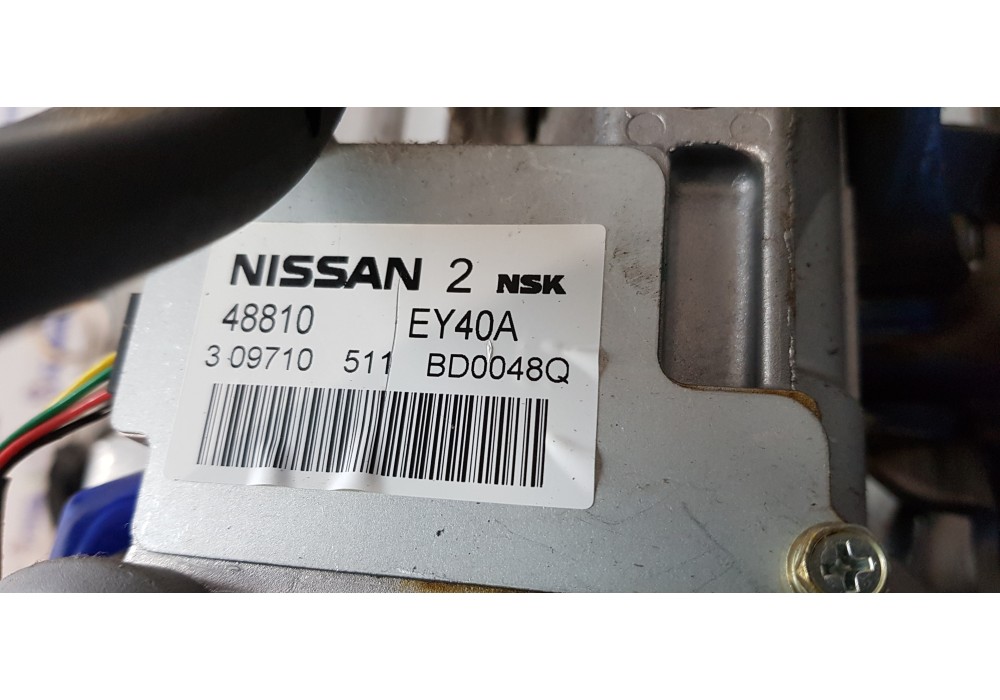 NISSAN 2 NSK
48810 EY40A
3 09710 511 BD0048Q